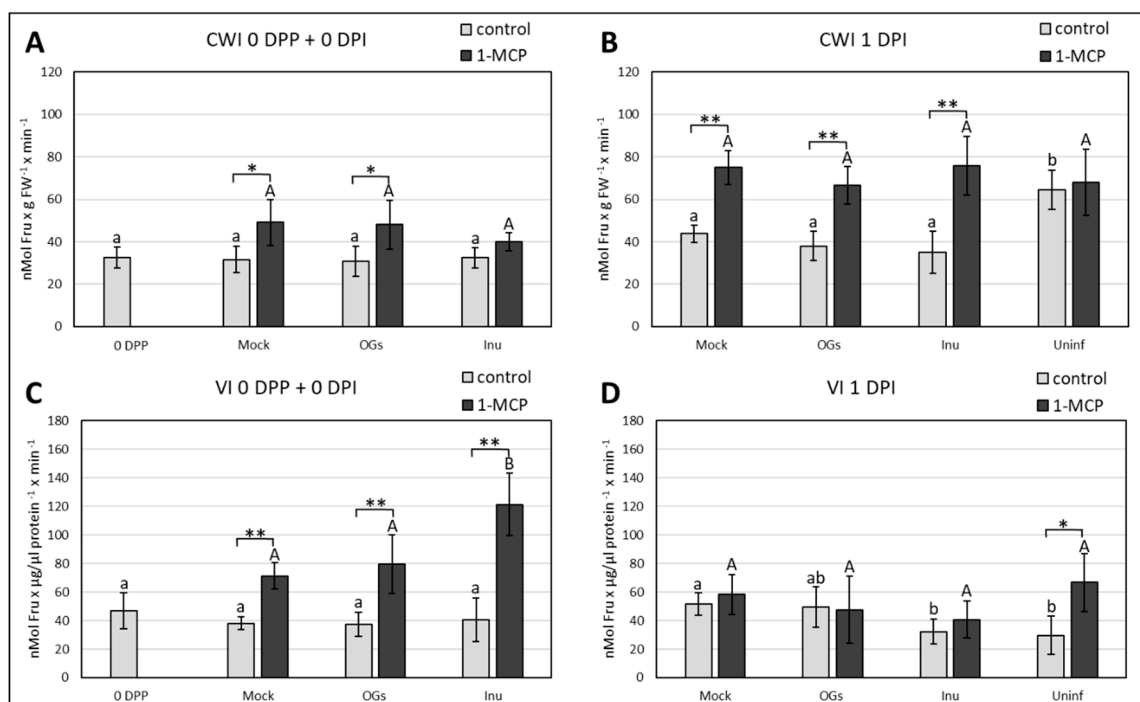 A
CWI 0 DPP + 0 DPI
control
1-MCP
nMol Fru x g FW⁻¹ x min⁻¹
120
100
80
60
40
20
0
a
a
*
A
a
*
A
a
A
0 DPP
Mock
OGs
Inu
B
CWI 1 DPI
control
1-MCP
nMol Fru x g FW⁻¹ x min⁻¹
120
100
80
60
40
20
0
a
**
A
a
**
A
a
**
A
b
A
Mock
OGs
Inu
Uninf
C
VI 0 DPP + 0 DPI
control
1-MCP
nMol Fru x µg/µl protein⁻¹ x min⁻¹
180
160
140
120
100
80
60
40
20
0
a
a
**
A
a
**
A
a
**
B
0 DPP
Mock
OGs
Inu
D
VI 1 DPI
control
1-MCP
nMol Fru x µg/µl protein⁻¹ x min⁻¹
180
160
140
120
100
80
60
40
20
0
a
A
ab
A
b
A
b
*
A
Mock
OGs
Inu
Uninf